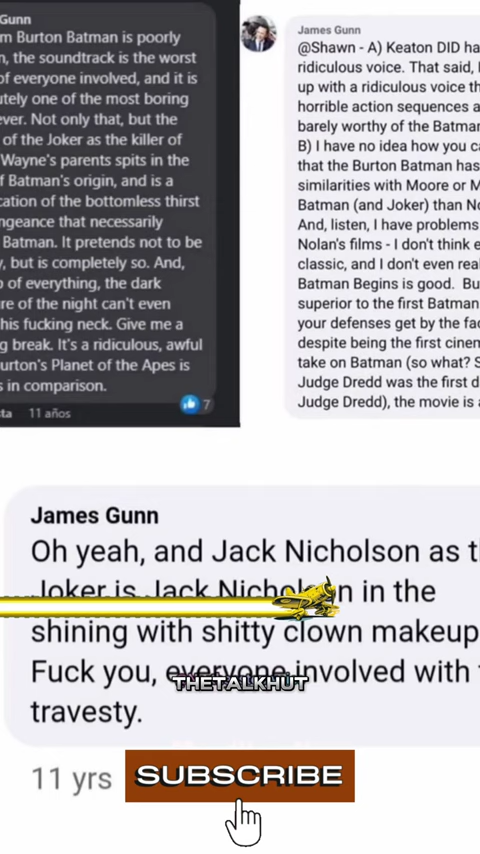 Gunn
m Burton Batman is poorly
n, the soundtrack is the worst
of everyone involved, and it is
utely one of the most boring
ever. Not only that, but the
of the Joker as the killer of
Wayne's parents spits in the
f Batman's origin, and is a
cation of the bottomless thirst
ngeance that necessarily
Batman. It pretends not to be
y, but is completely so. And,
p of everything, the dark
re of the night can't even
his fucking neck. Give me a
g break. It's a ridiculous, awful
urton's Planet of the Apes is
s in comparison.
7
sta 11 años
James Gunn
@Shawn - A) Keaton DID ha
ridiculous voice. That said, I
up with a ridiculous voice th
horrible action sequences a
barely worthy of the Batma
B) I have no idea how you ca
that the Burton Batman has
similarities with Moore or M
Batman (and Joker) than No
And, listen, I have problems
Nolan's films - I don't think e
classic, and I don't even real
Batman Begins is good. Bu
superior to the first Batman
your defenses get by the fac
despite being the first cinem
take on Batman (so what? S
Judge Dredd was the first d
Judge Dredd), the movie is a
James Gunn
Oh yeah, and Jack Nicholson as t
Joker is Jack Nicholson in the
shining with shitty clown makeup
Fuck you, everyone involved with
travesty.
THETALKHUT
11 yrs
SUBSCRIBE